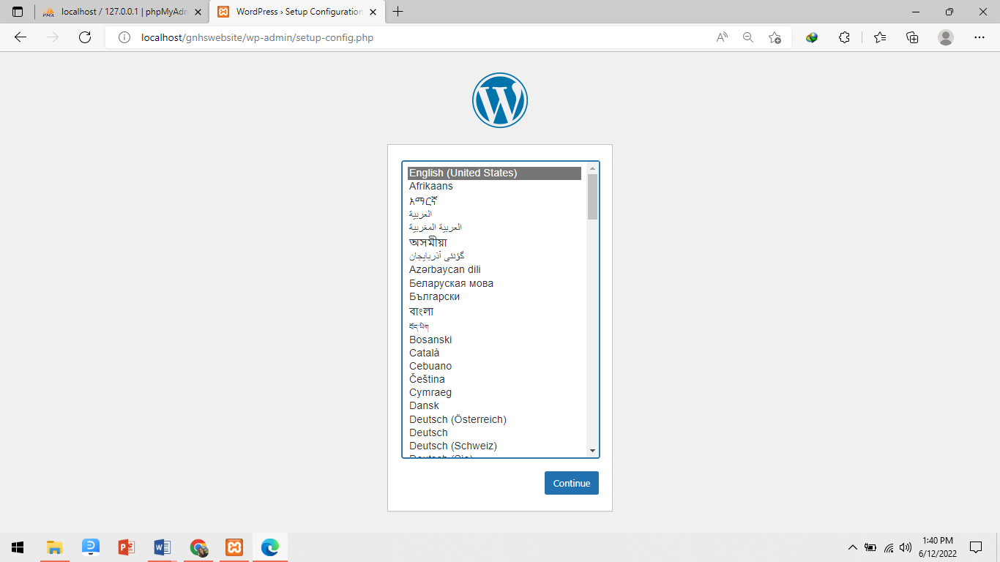 localhost / 127.0.0.1 | phpMyAdm
WordPress › Setup Configuration
localhost/gnhswebsite/wp-admin/setup-config.php
English (United States)
Afrikaans
አማርኛ
العربية
العربية المغربية
অসমীয়া
گؤنئی آذربایجان
Azərbaycan dili
Беларуская мова
Български
বাংলা
བོད་ཡིག
Bosanski
Català
Cebuano
Čeština
Cymraeg
Dansk
Deutsch (Österreich)
Deutsch
Deutsch (Schweiz)
Deutsch (Sie)
Continue
1:40 PM
6/12/2022